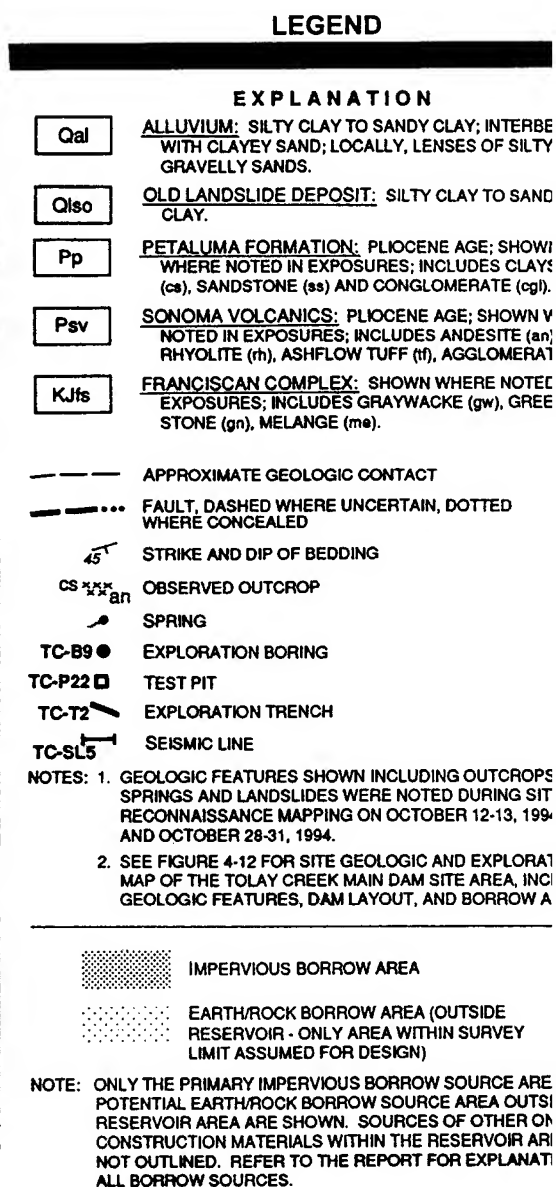 LEGEND
EXPLANATION
Qal
ALLUVIUM: SILTY CLAY TO SANDY CLAY; INTERBE
WITH CLAYEY SAND; LOCALLY, LENSES OF SILTY
GRAVELLY SANDS.
Qlso
OLD LANDSLIDE DEPOSIT: SILTY CLAY TO SAND
CLAY.
Pp
PETALUMA FORMATION: PLIOCENE AGE; SHOWN
WHERE NOTED IN EXPOSURES; INCLUDES CLAYS
(cs), SANDSTONE (ss) AND CONGLOMERATE (cgl).
Psv
SONOMA VOLCANICS: PLIOCENE AGE; SHOWN W
NOTED IN EXPOSURES; INCLUDES ANDESITE (an)
RHYOLITE (rh), ASHFLOW TUFF (tf), AGGLOMERAT
KJfs
FRANCISCAN COMPLEX: SHOWN WHERE NOTED
EXPOSURES; INCLUDES GRAYWACKE (gw), GREE
STONE (gn), MELANGE (me).
APPROXIMATE GEOLOGIC CONTACT
FAULT, DASHED WHERE UNCERTAIN, DOTTED
WHERE CONCEALED
45 STRIKE AND DIP OF BEDDING
CS an OBSERVED OUTCROP
SPRING
TC-B9 EXPLORATION BORING
TC-P22 TEST PIT
TC-T2 EXPLORATION TRENCH
TC-SL5 SEISMIC LINE
NOTES: 1. GEOLOGIC FEATURES SHOWN INCLUDING OUTCROPS
SPRINGS AND LANDSLIDES WERE NOTED DURING SIT
RECONNAISSANCE MAPPING ON OCTOBER 12-13, 1994
AND OCTOBER 28-31, 1994.
2. SEE FIGURE 4-12 FOR SITE GEOLOGIC AND EXPLORAT
MAP OF THE TOLAY CREEK MAIN DAM SITE AREA, INCL
GEOLOGIC FEATURES, DAM LAYOUT, AND BORROW A
IMPERVIOUS BORROW AREA
EARTH/ROCK BORROW AREA (OUTSIDE
RESERVOIR - ONLY AREA WITHIN SURVEY
LIMIT ASSUMED FOR DESIGN)
NOTE: ONLY THE PRIMARY IMPERVIOUS BORROW SOURCE ARE
POTENTIAL EARTH/ROCK BORROW SOURCE AREA OUTSI
RESERVOIR AREA ARE SHOWN. SOURCES OF OTHER ON
CONSTRUCTION MATERIALS WITHIN THE RESERVOIR ARE
NOT OUTLINED. REFER TO THE REPORT FOR EXPLANATI
ALL BORROW SOURCES.